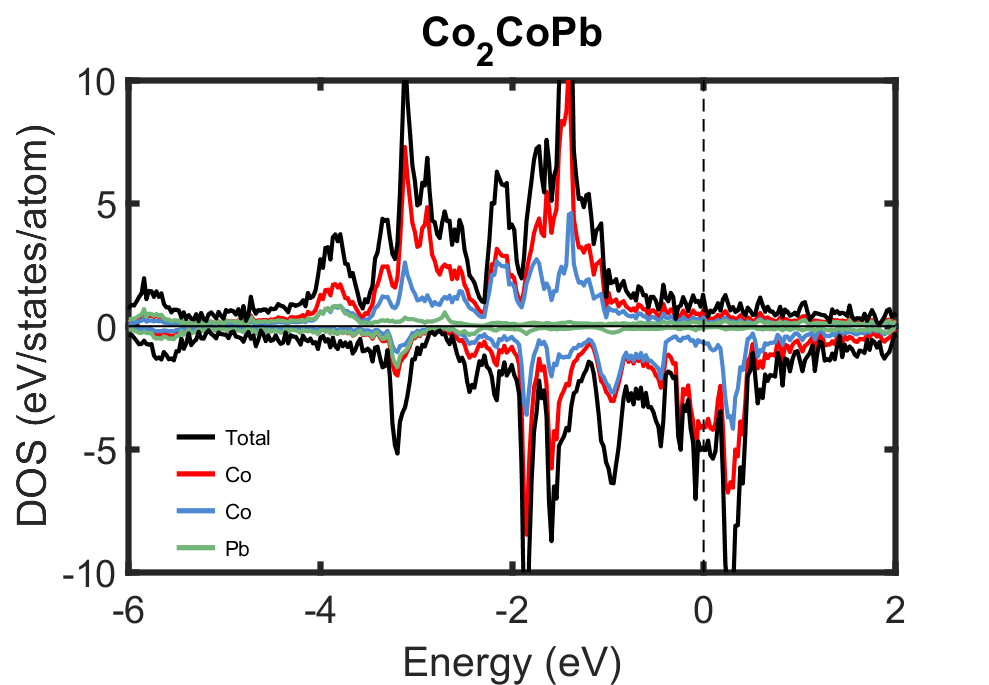 Co₂CoPb
DOS (eV/states/atom)
10
5
0
-5
-10
Total
Co
Co
Pb
-6 -4 -2 0 2
Energy (eV)